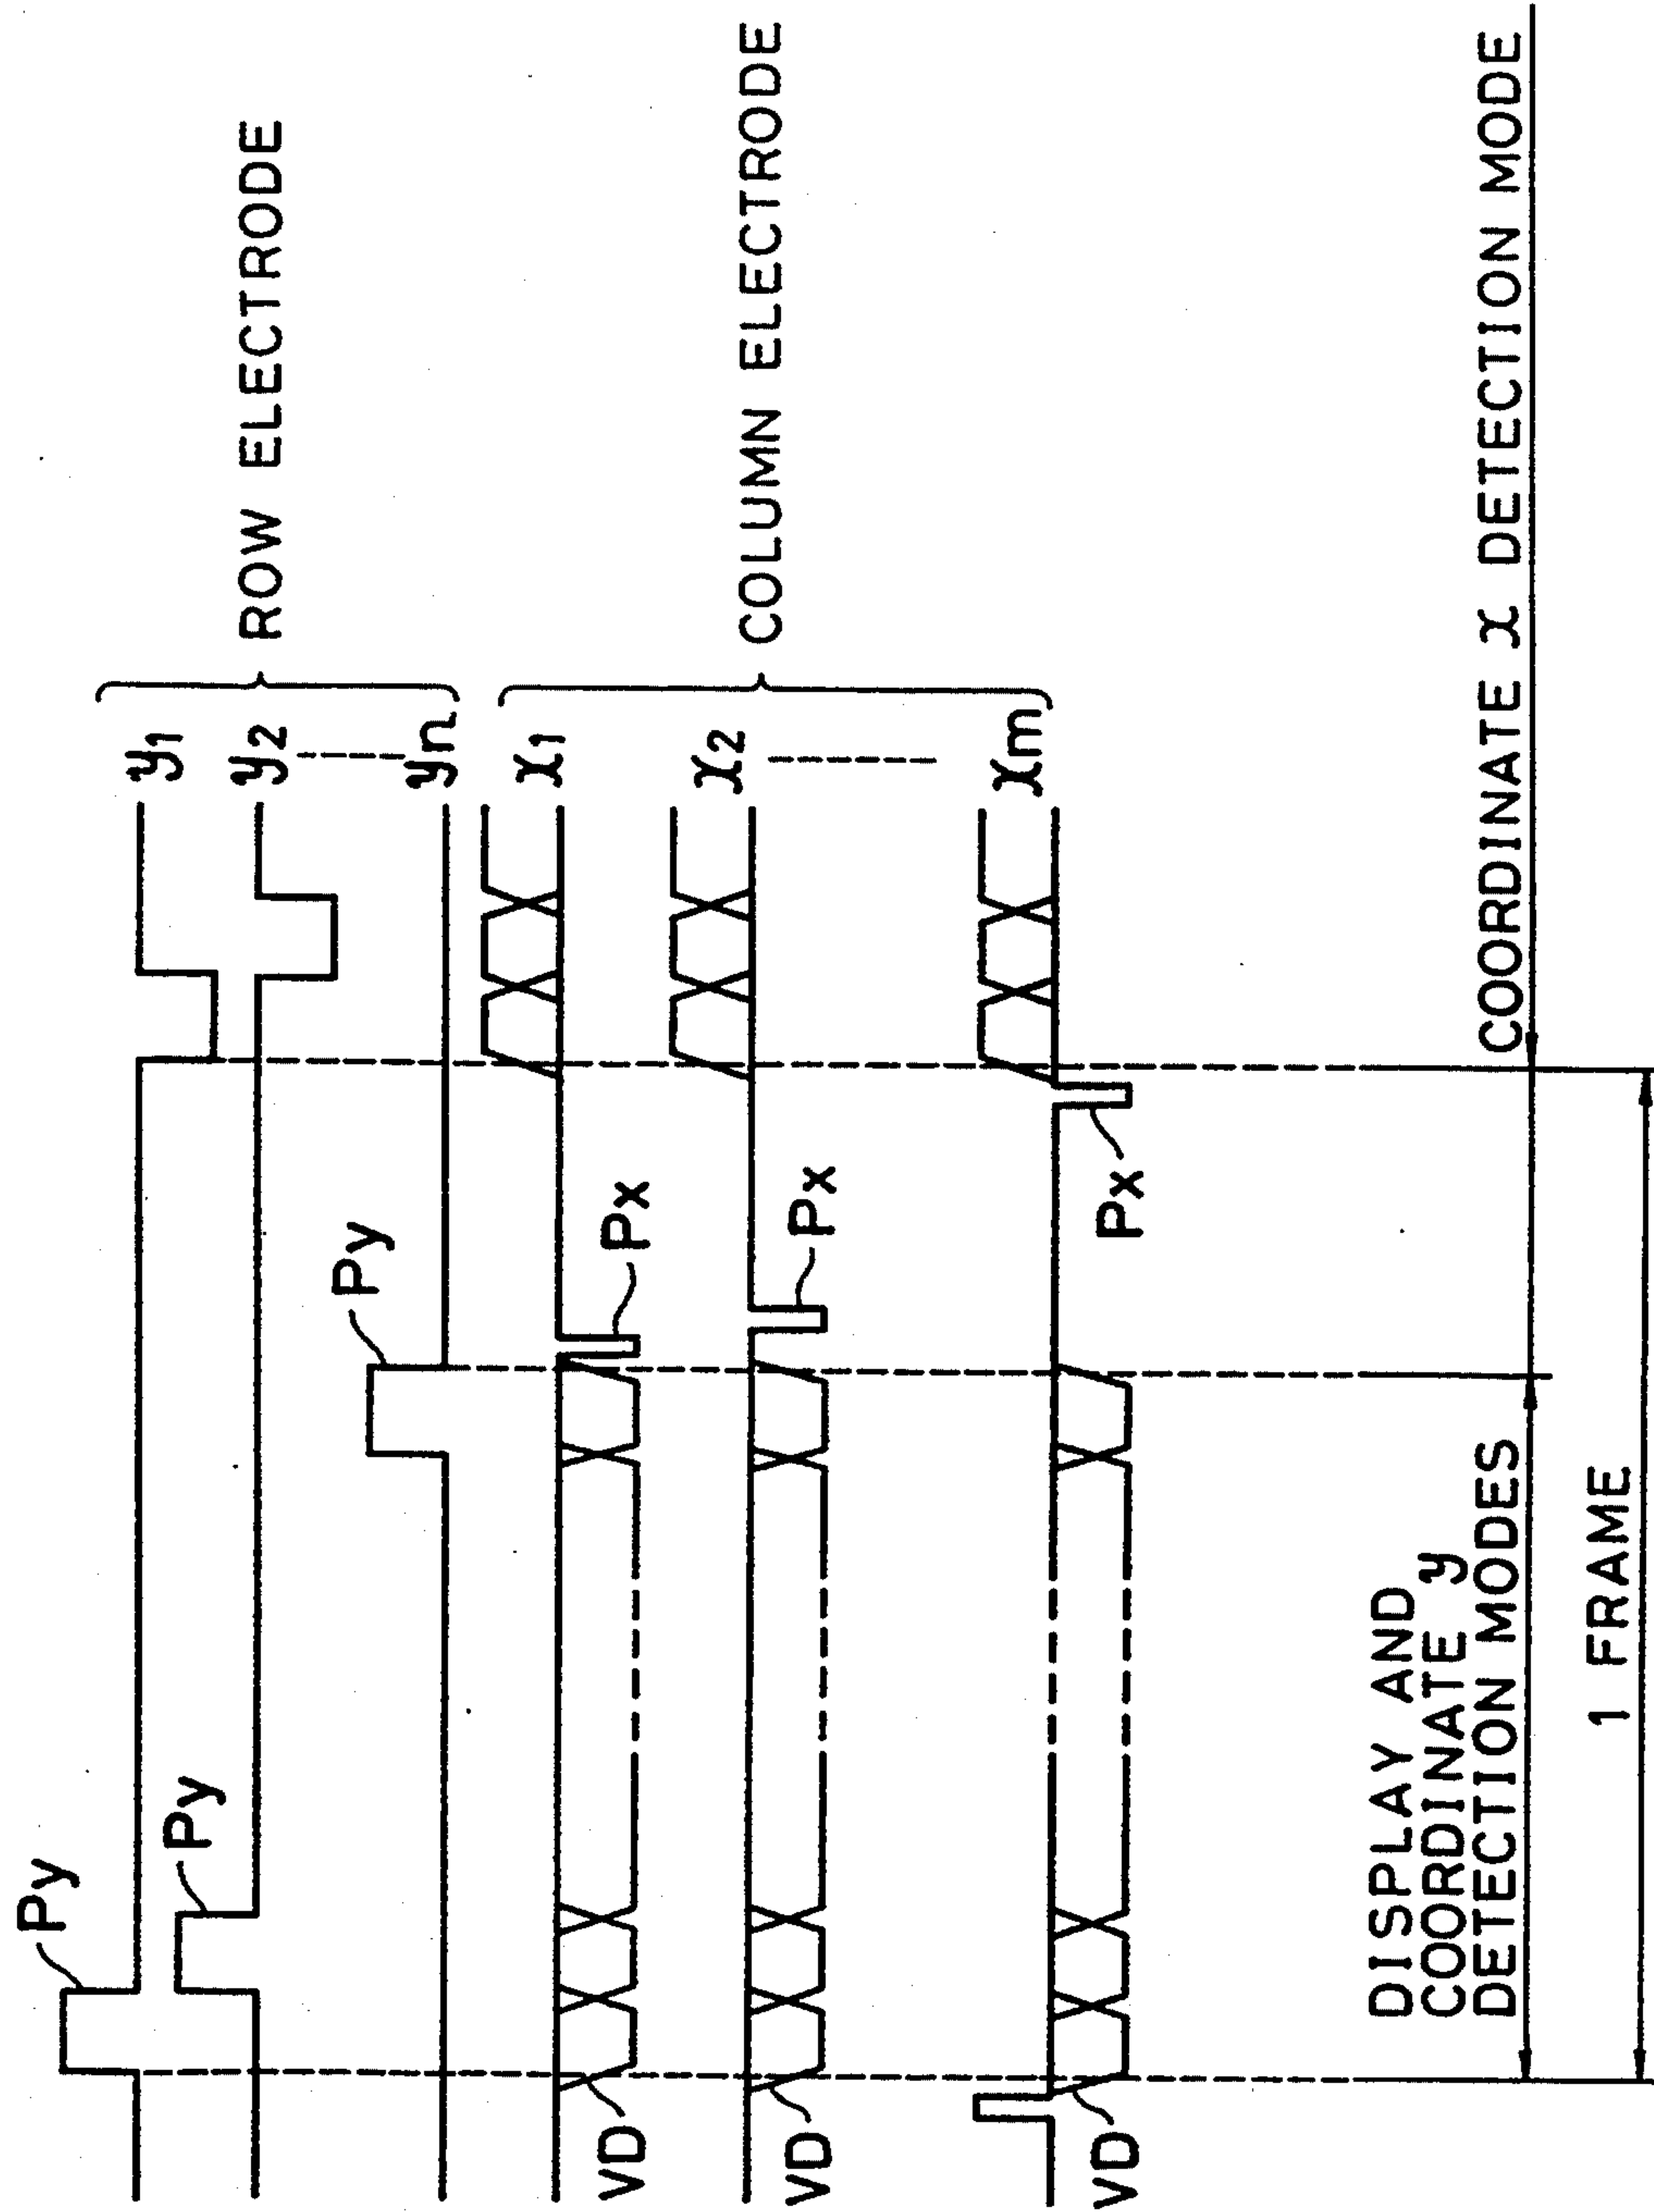 Py
Py
Py
y1
y2
yn
ROW ELECTRODE
VD
Px
x1
VD
Px
x2
COLUMN ELECTRODE
VD
Px
xm
DISPLAY AND
COORDINATE y
DETECTION MODES
COORDINATE x DETECTION MODE
1 FRAME